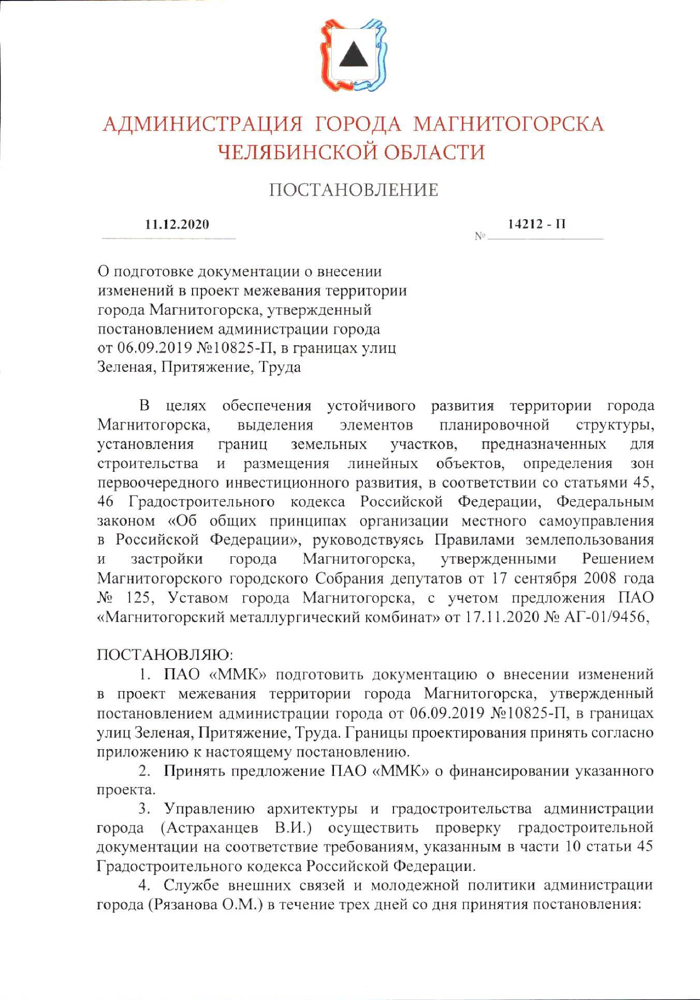 АДМИНИСТРАЦИЯ ГОРОДА МАГНИТОГОРСКА
ЧЕЛЯБИНСКОЙ ОБЛАСТИ
ПОСТАНОВЛЕНИЕ
11.12.2020
14212 - П
№
О подготовке документации о внесении
изменений в проект межевания территории
города Магнитогорска, утвержденный
постановлением администрации города
от 06.09.2019 №10825-П, в границах улиц
Зеленая, Притяжение, Труда
В целях обеспечения устойчивого развития территории города
Магнитогорска, выделения элементов планировочной структуры,
установления границ земельных участков, предназначенных для
строительства и размещения линейных объектов, определения зон
первоочередного инвестиционного развития, в соответствии со статьями 45,
46 Градостроительного кодекса Российской Федерации, Федеральным
законом «Об общих принципах организации местного самоуправления
в Российской Федерации», руководствуясь Правилами землепользования
и застройки города Магнитогорска, утвержденными Решением
Магнитогорского городского Собрания депутатов от 17 сентября 2008 года
№ 125, Уставом города Магнитогорска, с учетом предложения ПАО
«Магнитогорский металлургический комбинат» от 17.11.2020 № АГ-01/9456,
ПОСТАНОВЛЯЮ:
1. ПАО «ММК» подготовить документацию о внесении изменений
в проект межевания территории города Магнитогорска, утвержденный
постановлением администрации города от 06.09.2019 №10825-П, в границах
улиц Зеленая, Притяжение, Труда. Границы проектирования принять согласно
приложению к настоящему постановлению.
2. Принять предложение ПАО «ММК» о финансировании указанного
проекта.
3. Управлению архитектуры и градостроительства администрации
города (Астраханцев В.И.) осуществить проверку градостроительной
документации на соответствие требованиям, указанным в части 10 статьи 45
Градостроительного кодекса Российской Федерации.
4. Службе внешних связей и молодежной политики администрации
города (Рязанова О.М.) в течение трех дней со дня принятия постановления: